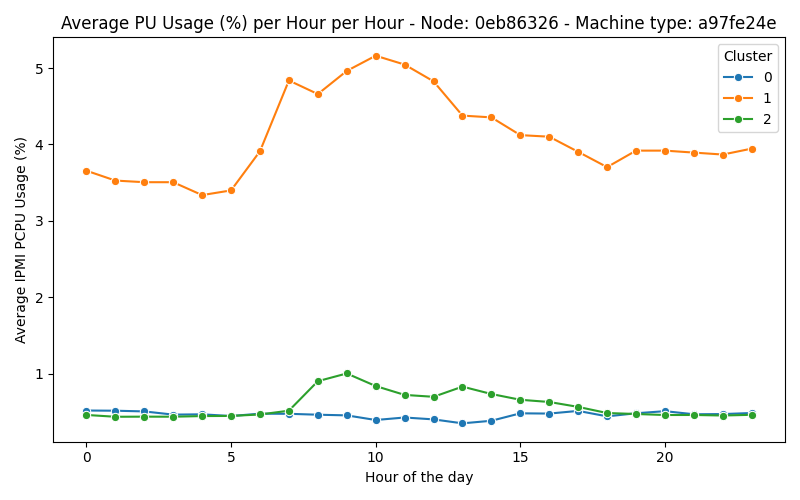 Average PU Usage (%) per Hour per Hour - Node: 0eb86326 - Machine type: a97fe24e
Cluster
0
1
2
5
4
3
2
1
Average IPMI PCPU Usage (%)
0 5 10 15 20
Hour of the day